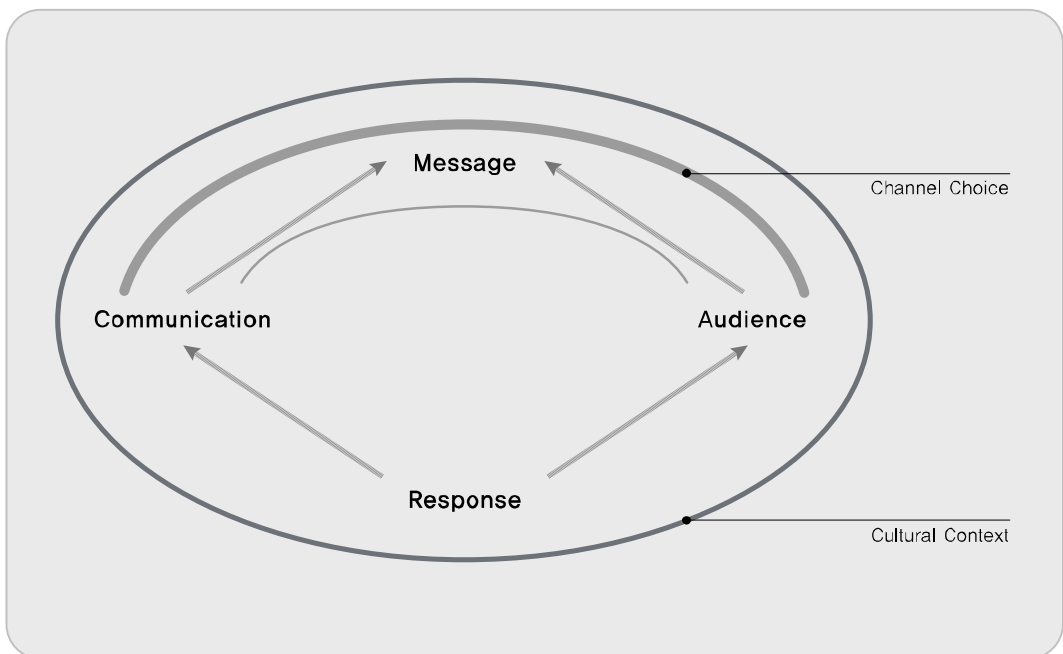 Message
Channel Choice
Communication
Audience
Response
Cultural Context